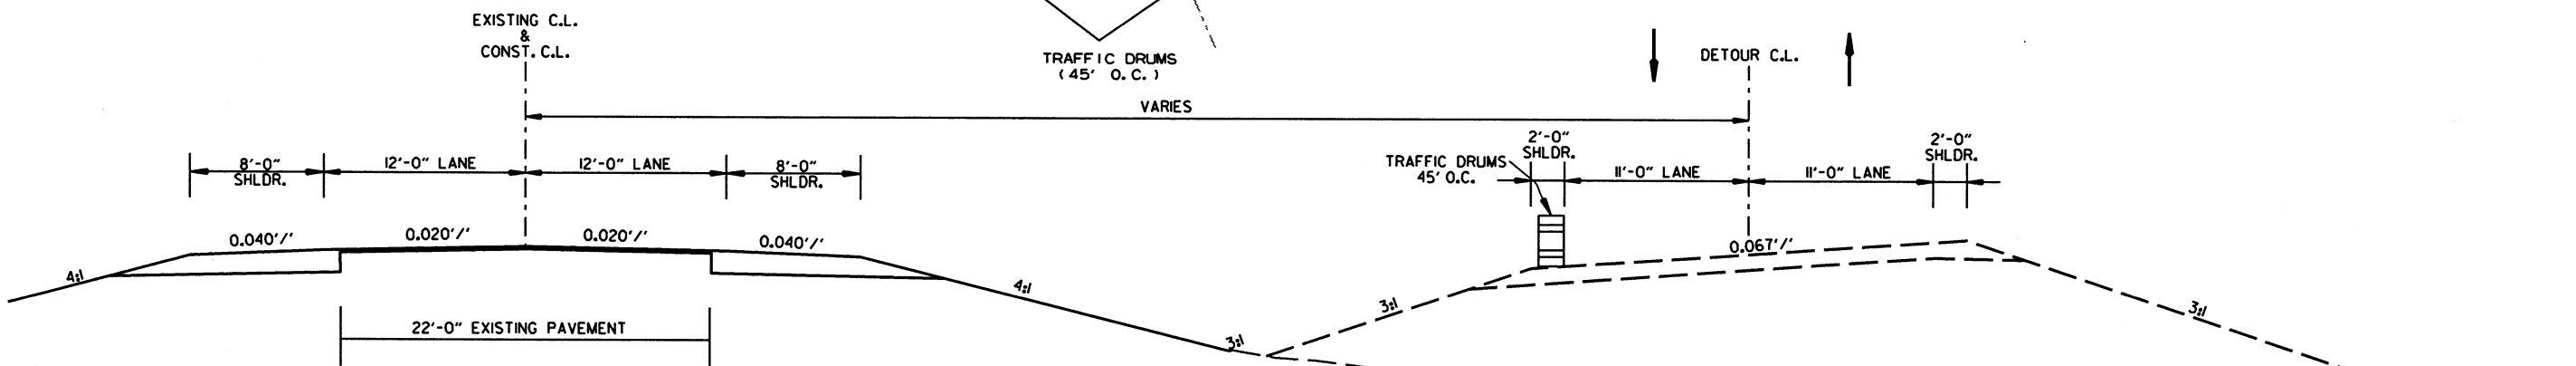 EXISTING C.L.
&
CONST. C.L.
TRAFFIC DRUMS
(45' O.C.)
DETOUR C.L.
VARIES
8'-0"
SHLDR.
12'-0" LANE
12'-0" LANE
8'-0"
SHLDR.
TRAFFIC DRUMS
45' O.C.
2'-0"
SHLDR.
11'-0" LANE
11'-0" LANE
2'-0"
SHLDR.
0.040'/'
0.020'/'
0.020'/'
0.040'/'
0.067'/'
4:1
4:1
3:1
3:1
3:1
22'-0" EXISTING PAVEMENT